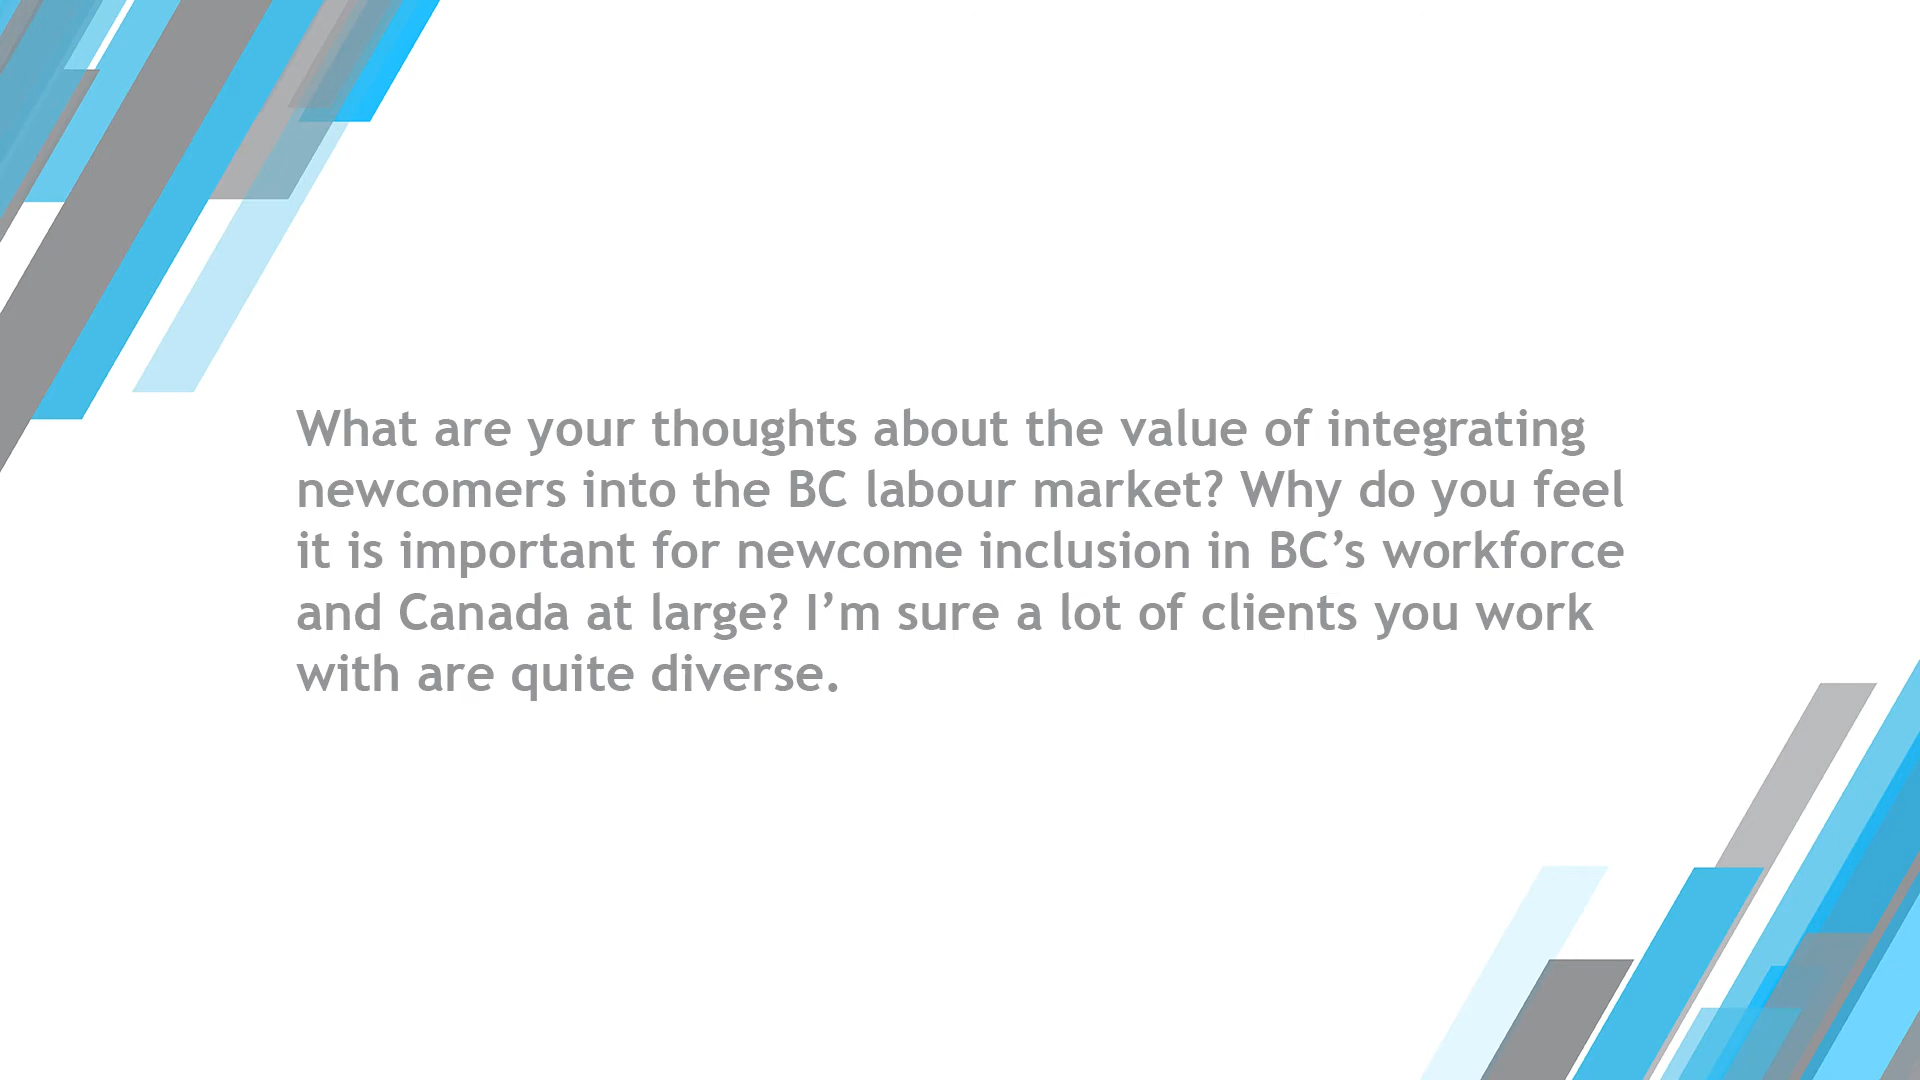 What are your thoughts about the value of integrating
newcomers into the BC labour market? Why do you feel
it is important for newcome inclusion in BC’s workforce
and Canada at large? I’m sure a lot of clients you work
with are quite diverse.